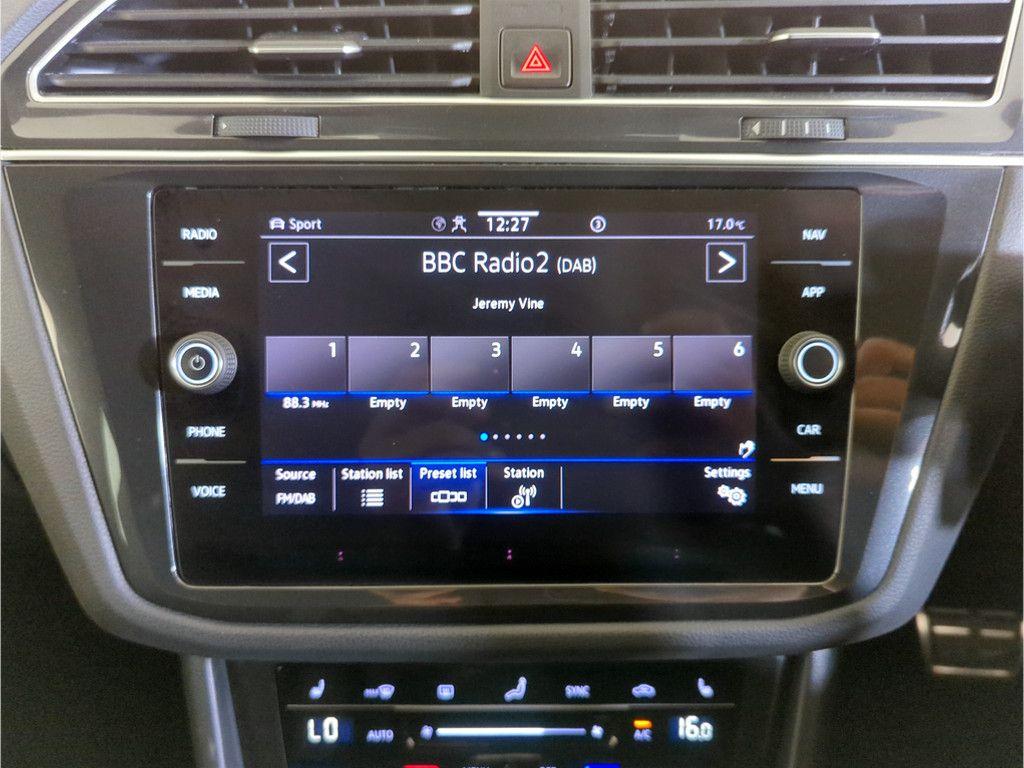 Sport 12:27 3 17.0°C
RADIO
NAV
BBC Radio2 (DAB)
MEDIA
APP
Jeremy Vine
1 2 3 4 5 6
88.3 MHz Empty Empty Empty Empty Empty
PHONE
CAR
Source Station list Preset list Station Settings
FM/DAB
VOICE
MENU
SYNC
LO AUTO A/C 16.0